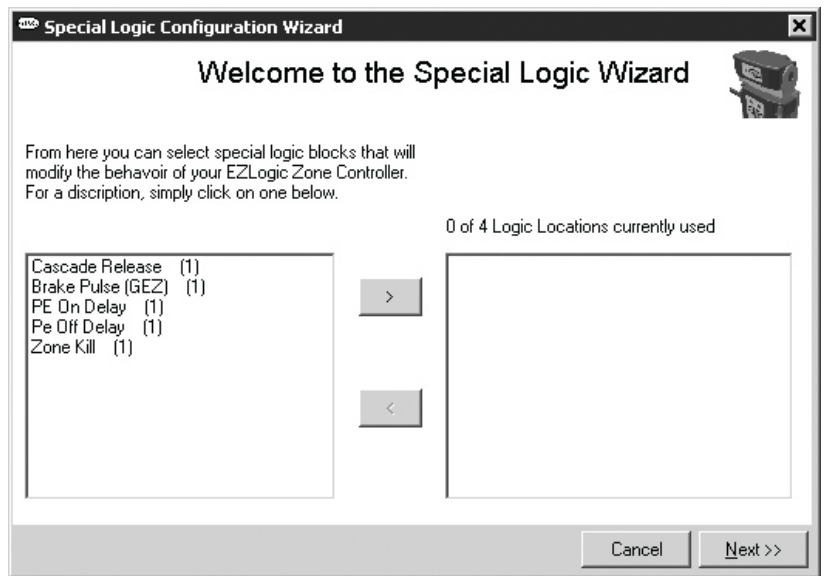 Special Logic Configuration Wizard
Welcome to the Special Logic Wizard
From here you can select special logic blocks that will
modify the behavoir of your EZLogic Zone Controller.
For a discription, simply click on one below.
0 of 4 Logic Locations currently used
Cascade Release (1)
Brake Pulse (GEZ) (1)
PE On Delay (1)
Pe Off Delay (1)
Zone Kill (1)
>
<
Cancel
Next >>